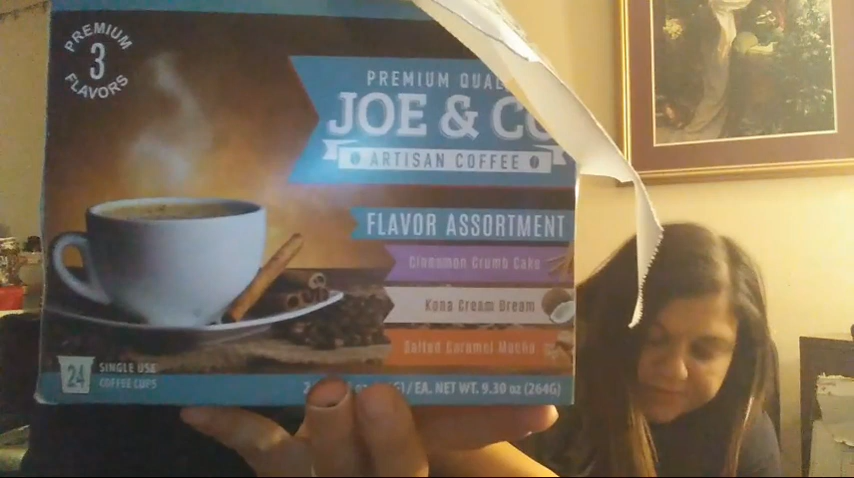 PREMIUM
3
FLAVORS
PREMIUM
JOE & CO
ARTISAN COFFEE
FLAVOR ASSORTMENT
Cinnamon Crumb Cake
Kona Cream Dream
Salted Caramel Mocha
24
SINGLE USE
COFFEE CUPS
/ EA. NET WT. 9.30 oz (264G)